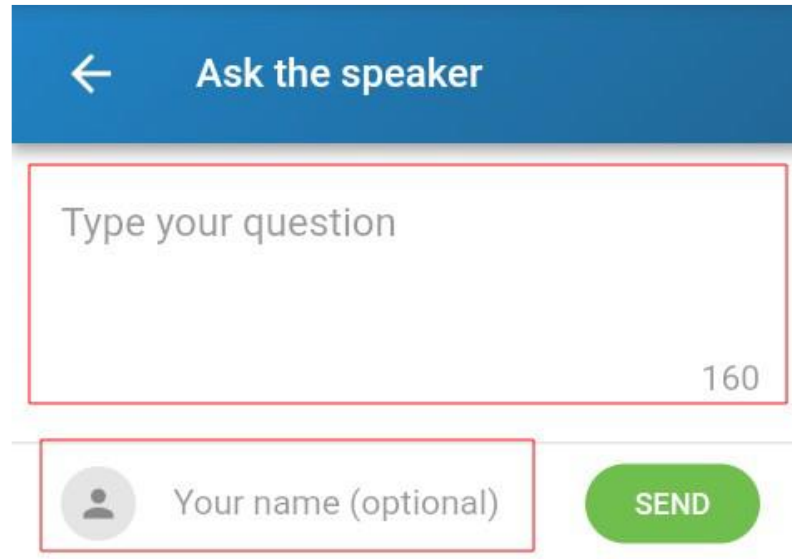 Ask the speaker
Type your question
160
Your name (optional)
SEND